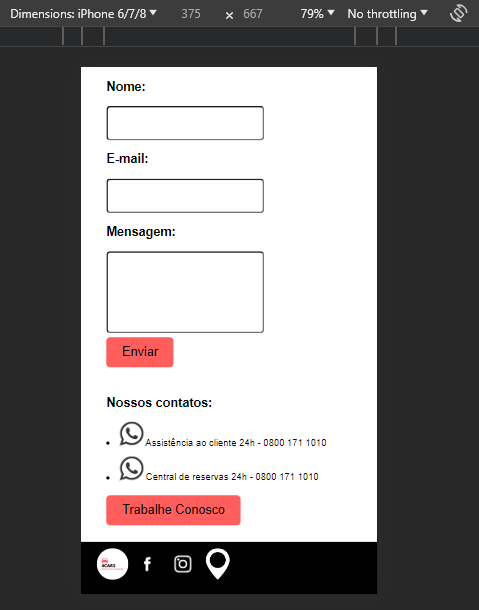 Dimensions: iPhone 6/7/8 375 × 667 79% No throttling
Nome:
E-mail:
Mensagem:
Enviar
Nossos contatos:
Assistência ao cliente 24h - 0800 171 1010
Central de reservas 24h - 0800 171 1010
Trabalhe Conosco
4CARS